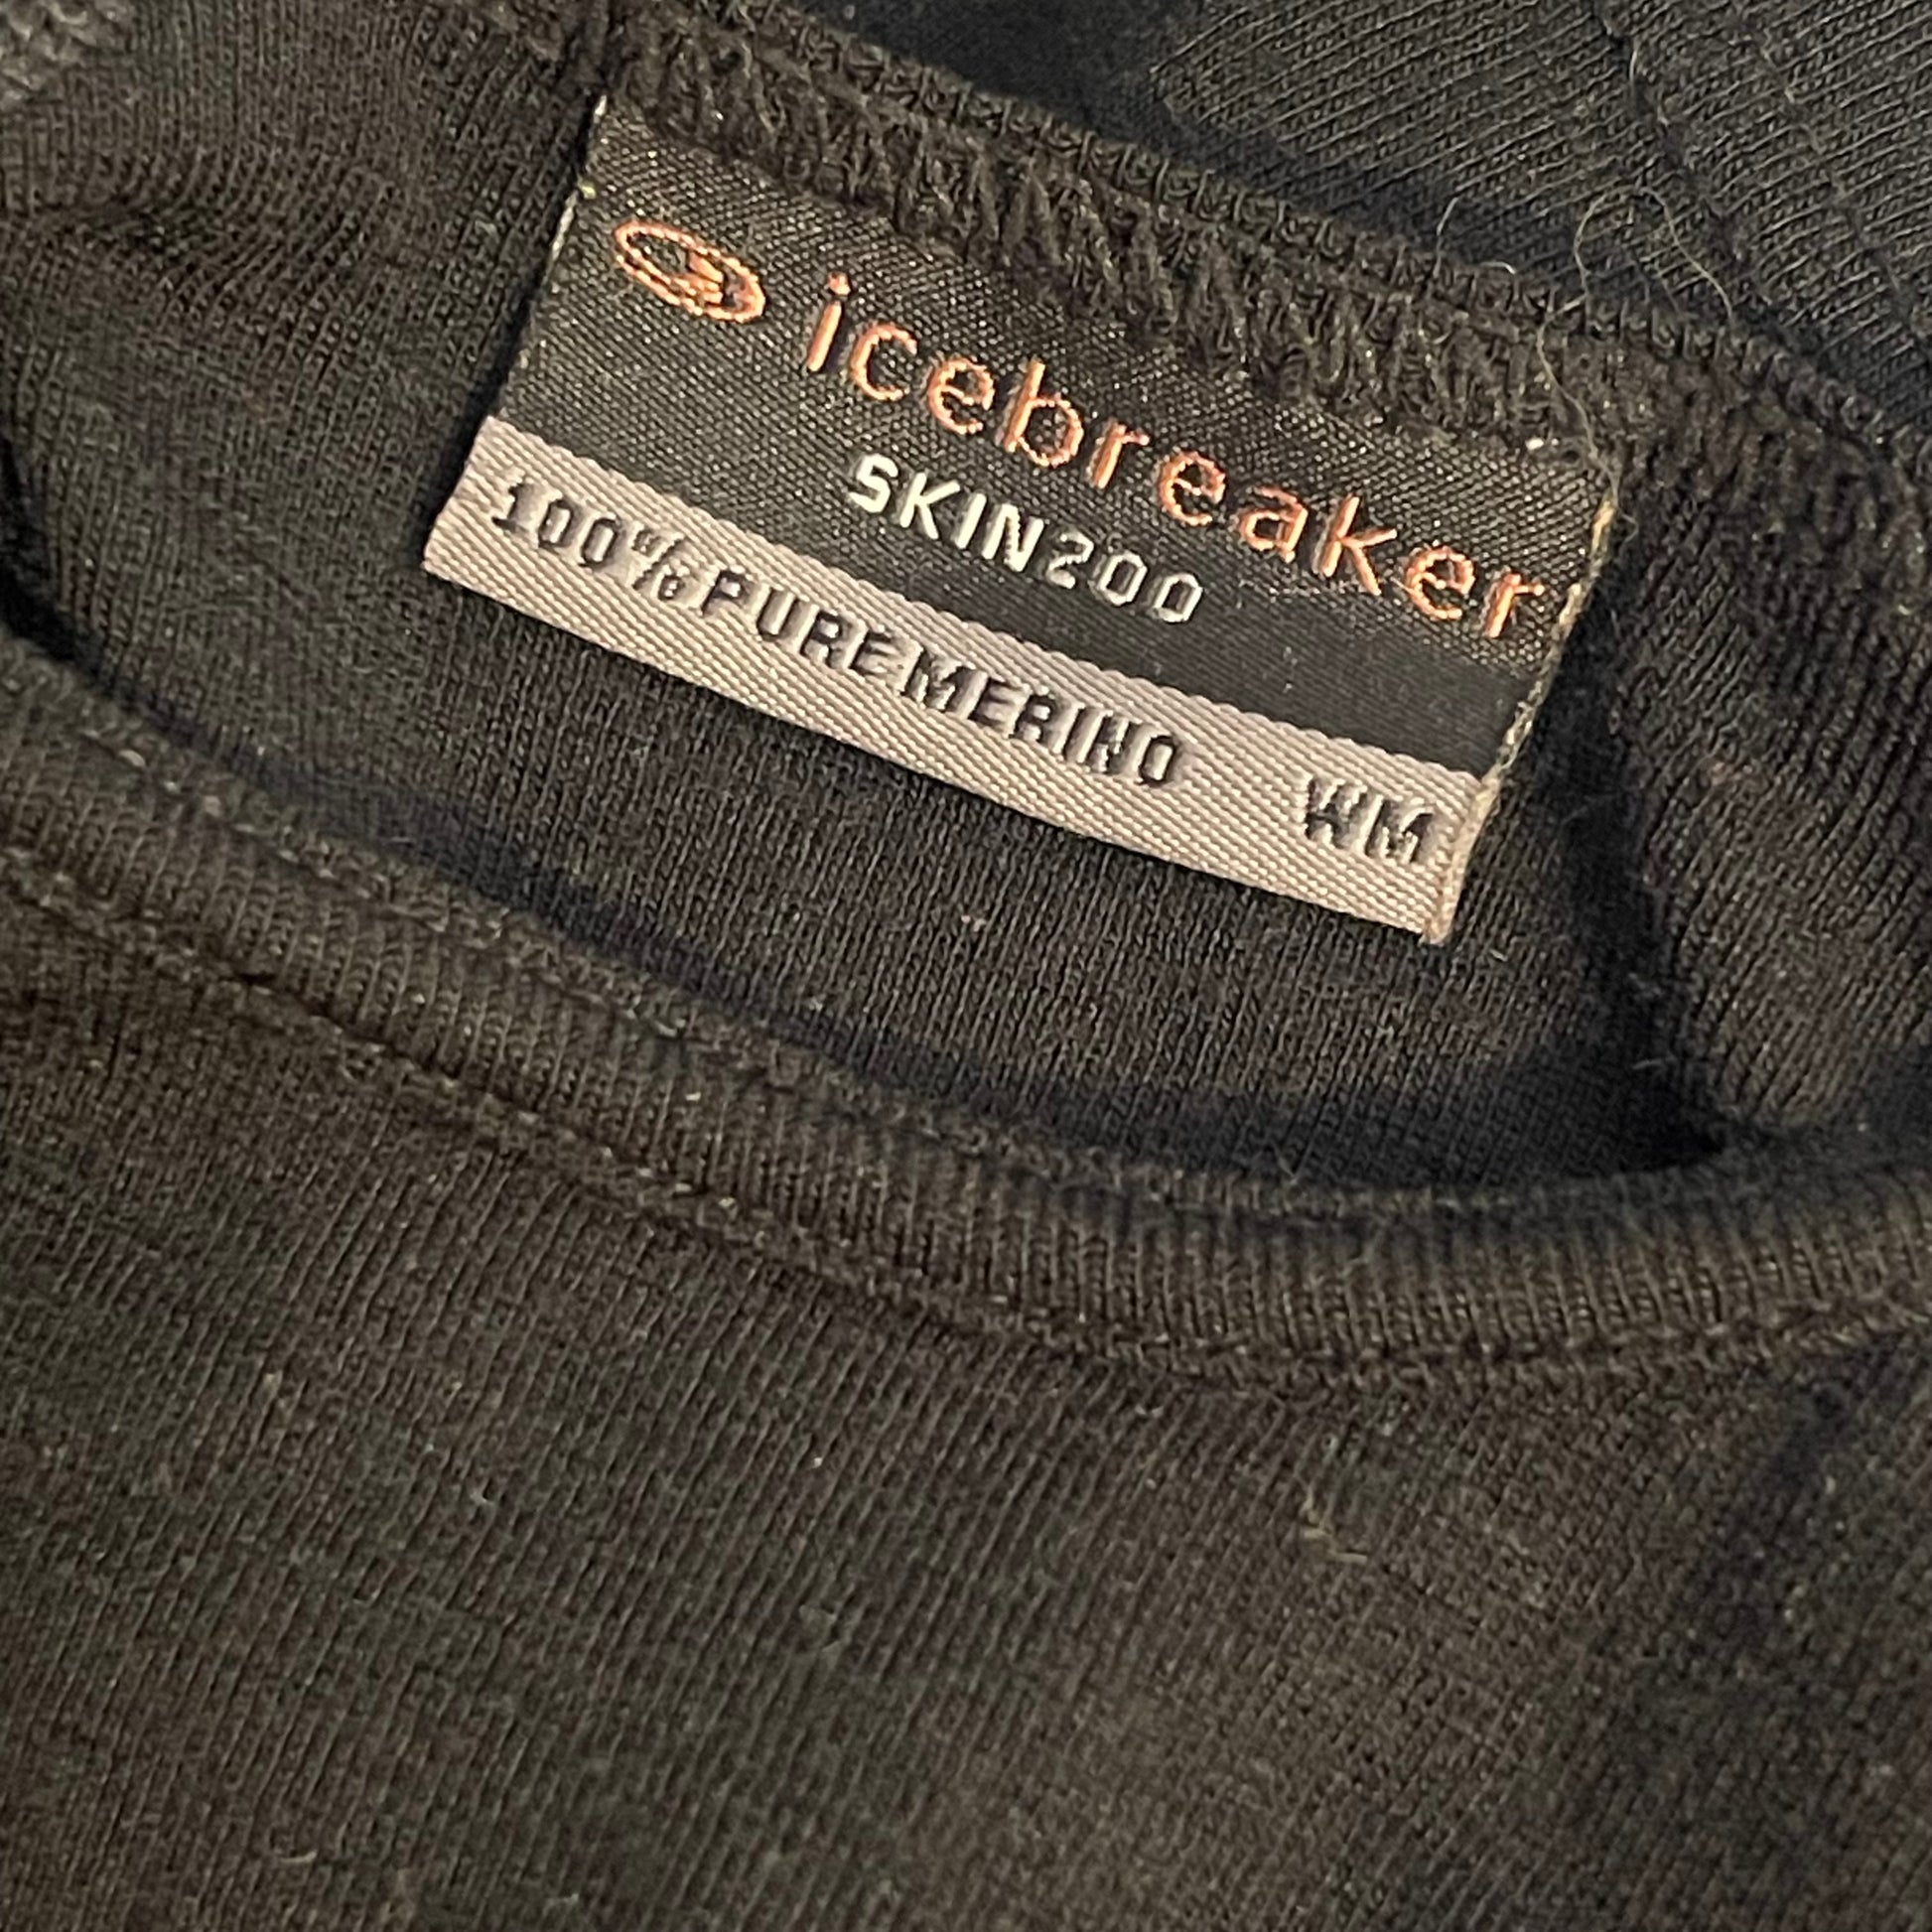 icebreaker
SKIN200
100% PURE MERINO WM